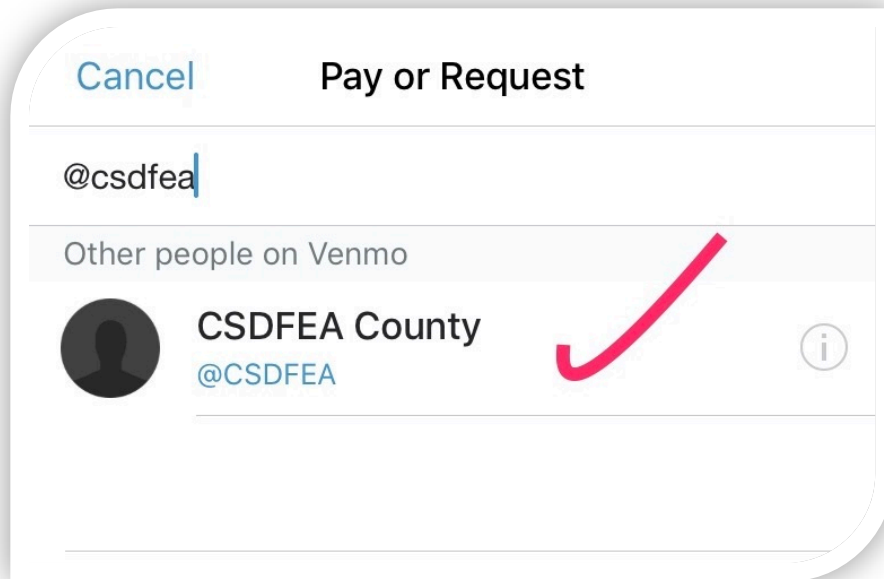 Cancel Pay or Request
@csdfea
Other people on Venmo
CSDFEA County
@CSDFEA